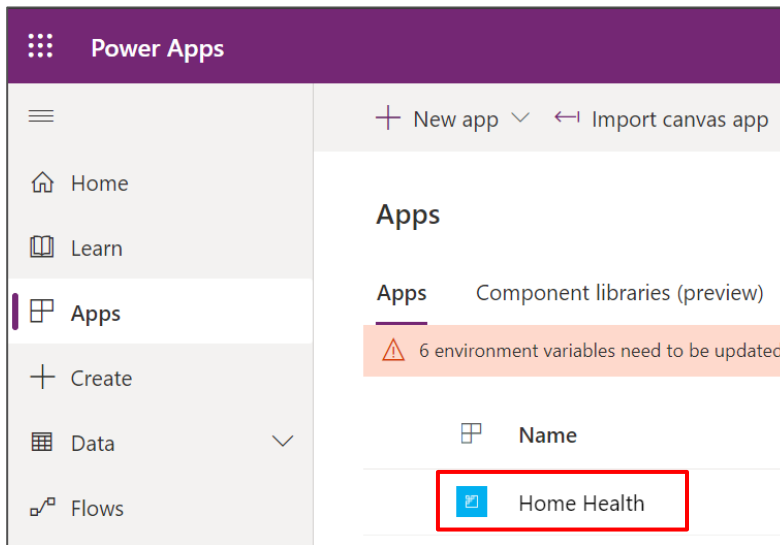 Power Apps
New app
Import canvas app
Home
Learn
Apps
Create
Data
Flows
Apps
Apps
Component libraries (preview)
6 environment variables need to be updated
Name
Home Health